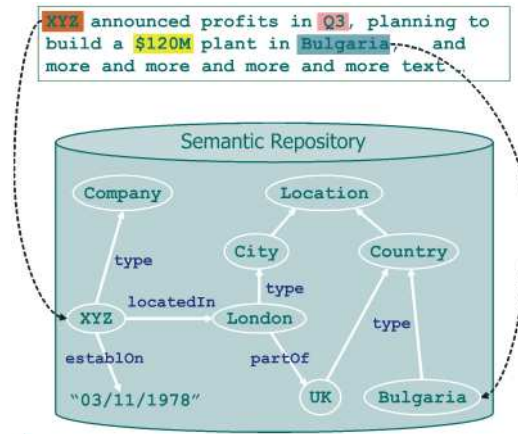 XYZ announced profits in Q3, planning to
build a $120M plant in Bulgaria, and
more and more and more and more text
Semantic Repository
Company
Location
City
Country
type
type
XYZ
locatedIn
London
type
establOn
partOf
"03/11/1978"
UK
Bulgaria